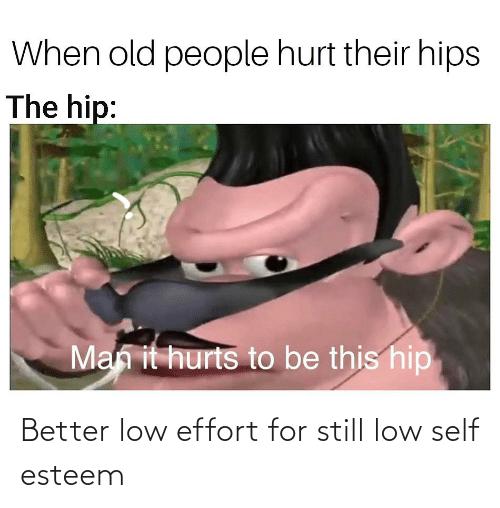 When old people hurt their hips
The hip:
Man it hurts to be this hip
Better low effort for still low self
esteem